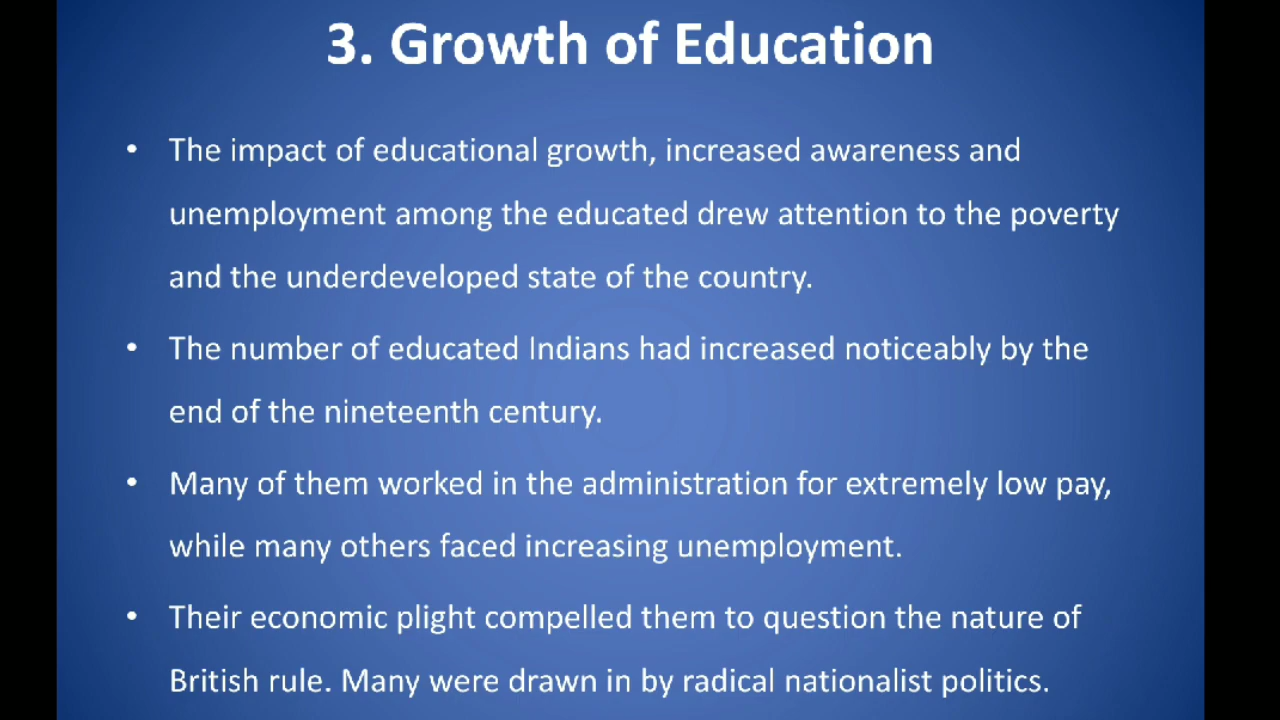 3. Growth of Education
• The impact of educational growth, increased awareness and
unemployment among the educated drew attention to the poverty
and the underdeveloped state of the country.
• The number of educated Indians had increased noticeably by the
end of the nineteenth century.
• Many of them worked in the administration for extremely low pay,
while many others faced increasing unemployment.
• Their economic plight compelled them to question the nature of
British rule. Many were drawn in by radical nationalist politics.